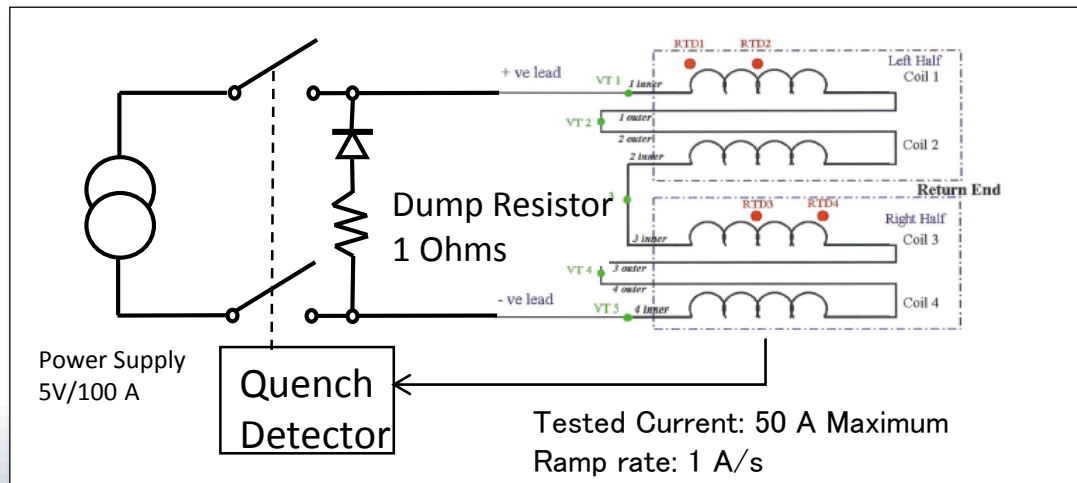 RTD1
RTD2
Left Half
Coil 1
+ ve lead
VT 1
1 inner
1 outer
VT 2
2 outer
Coil 2
2 inner
Return End
Dump Resistor
1 Ohms
RTD3
RTD4
Right Half
Coil 3
3 inner
3 outer
VT 4
4 outer
- ve lead
VT 5
4 inner
Coil 4
Power Supply
5V/100 A
Quench
Detector
Tested Current: 50 A Maximum
Ramp rate: 1 A/s